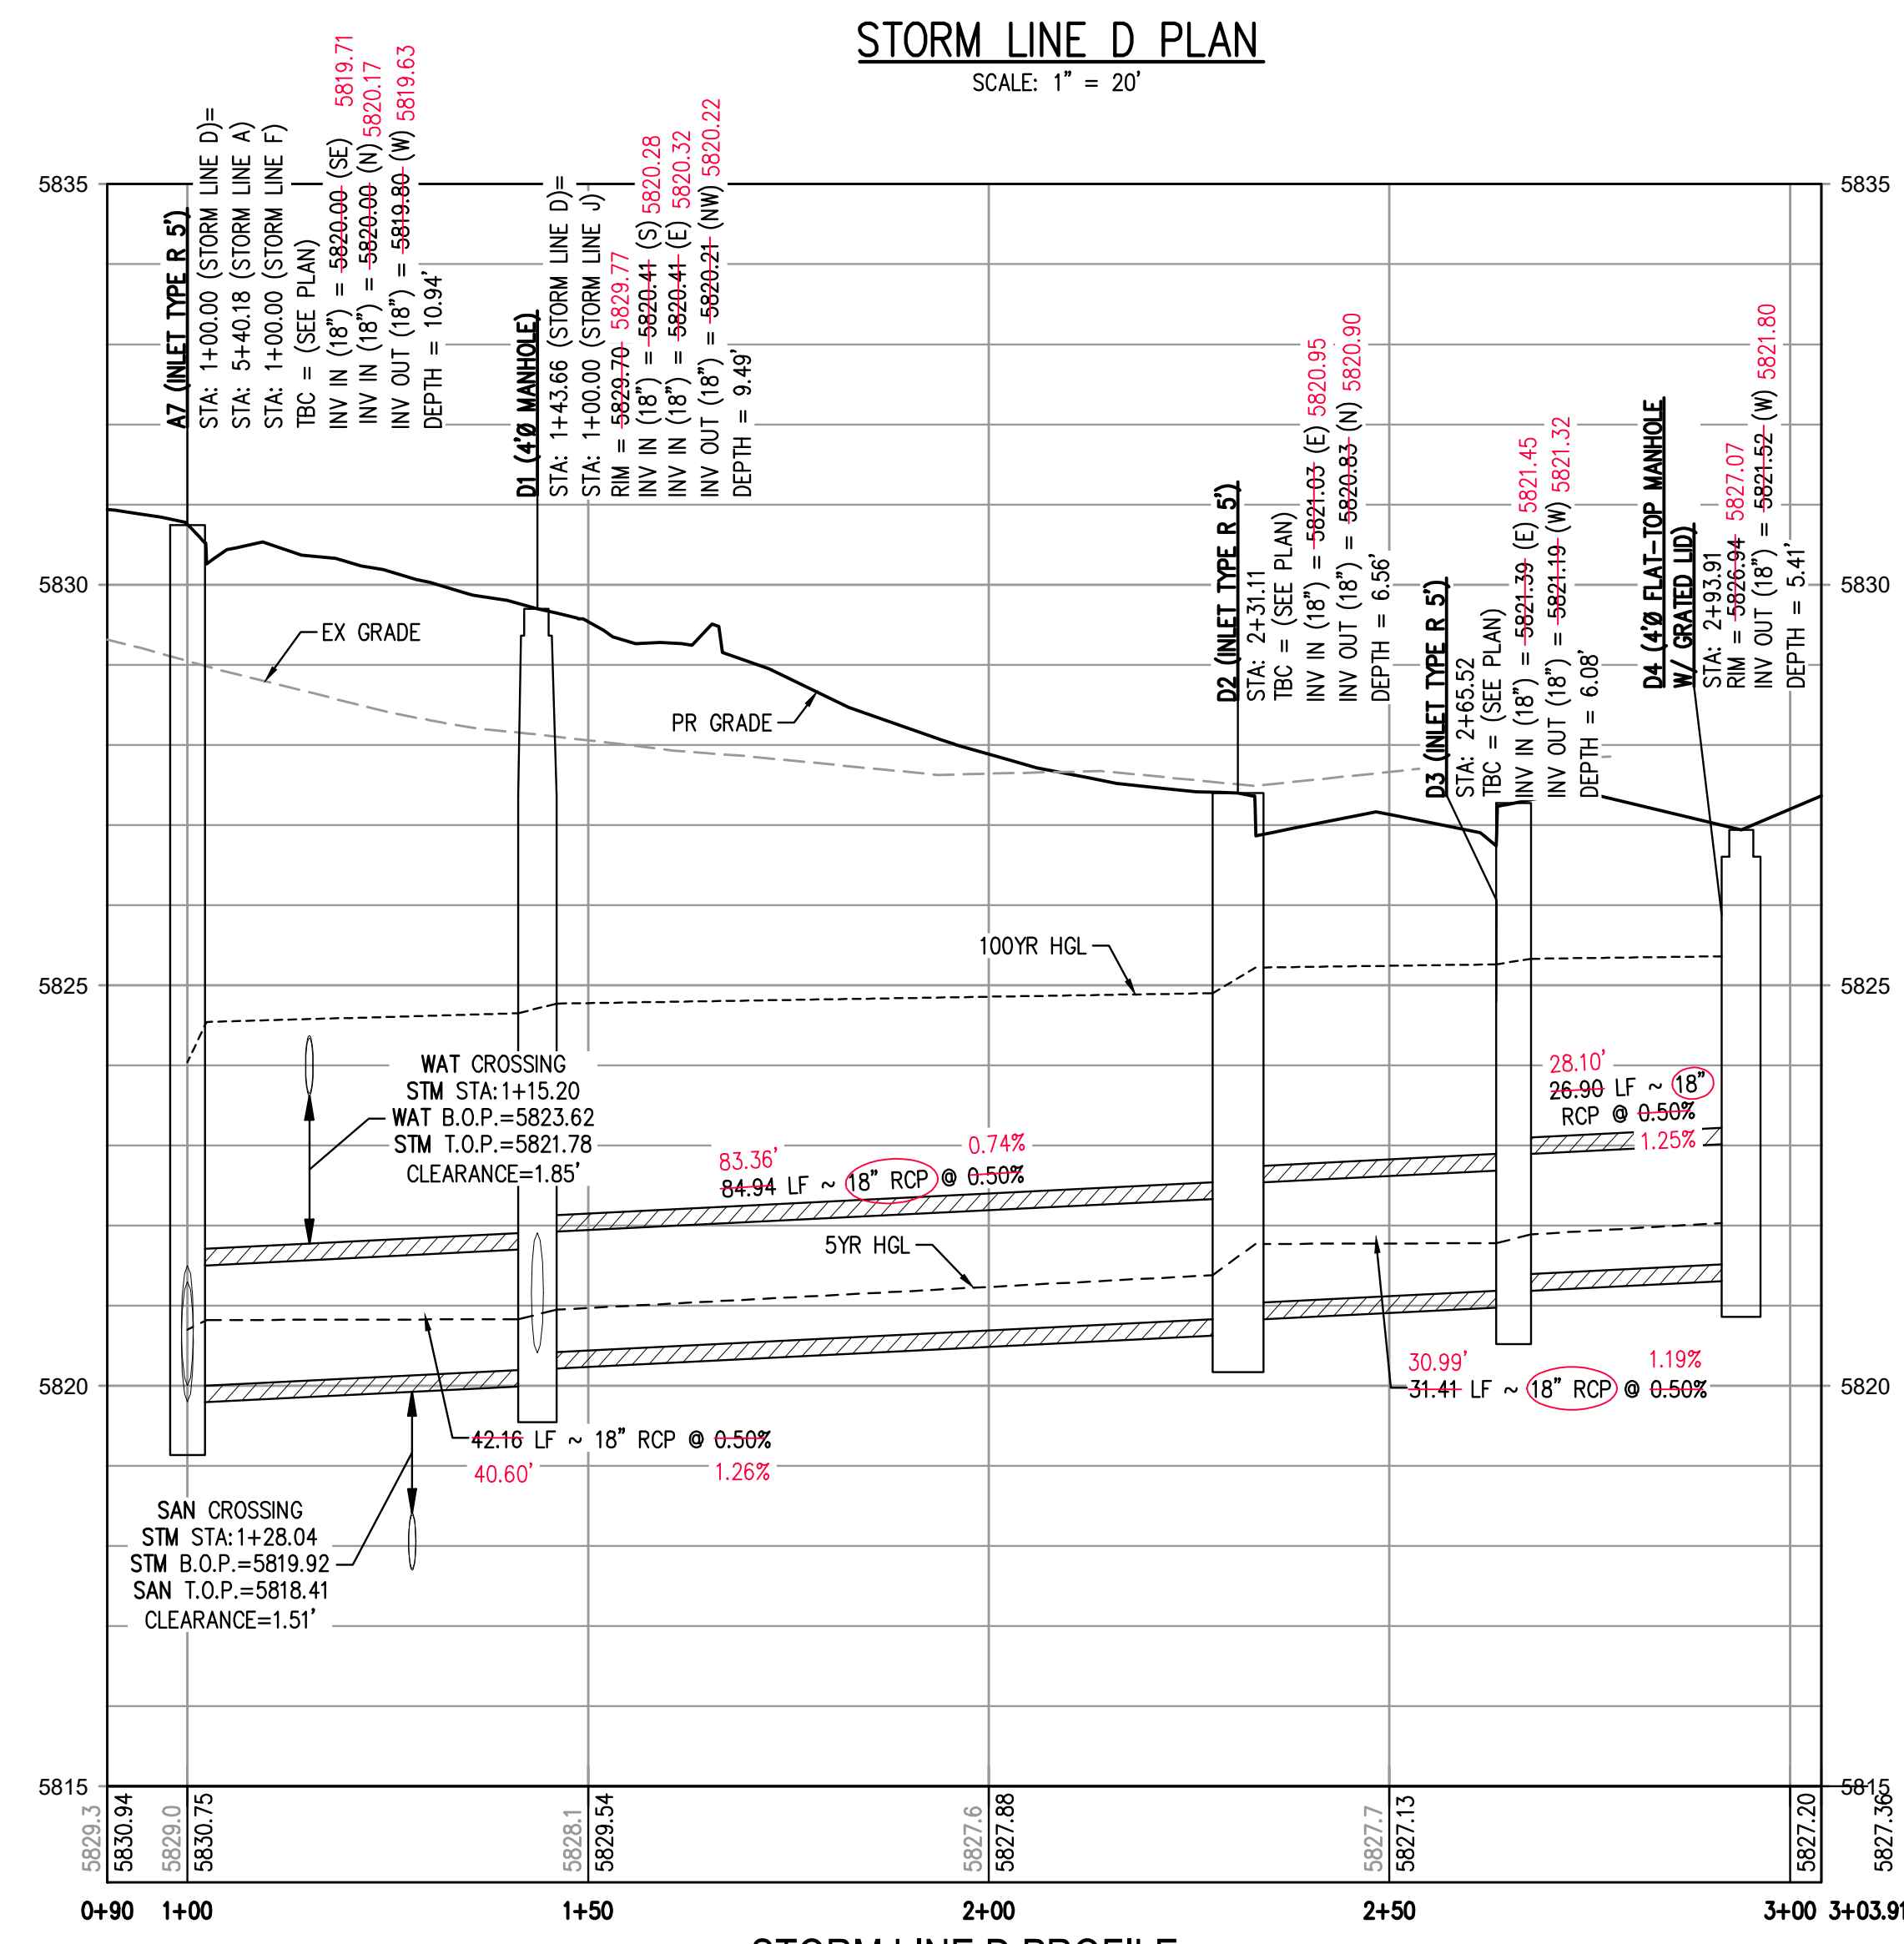 STORM LINE D PLAN
SCALE: 1" = 20'
A7 (INLET TYPE R 5')
STA: 1+00.00 (STORM LINE D)=
STA: 5+40.18 (STORM LINE A)
STA: 1+00.00 (STORM LINE F)
TBC = (SEE PLAN)
INV IN (18") = 5820.00 (SE) 5819.71
INV IN (18") = 5820.00 (N) 5820.17
INV OUT (18") = 5819.80 (W) 5819.63
DEPTH = 10.94'
D1 (4'Ø MANHOLE)
STA: 1+43.66 (STORM LINE D)=
STA: 1+00.00 (STORM LINE J)
RIM = 5829.70 5829.77
INV IN (18") = 5820.41 (S) 5820.28
INV IN (18") = 5820.41 (E) 5820.32
INV OUT (18") = 5820.21 (NW) 5820.22
DEPTH = 9.49'
D2 (INLET TYPE R 5')
STA: 2+31.11
TBC = (SEE PLAN)
INV IN (18") = 5821.03 (E) 5820.95
INV OUT (18") = 5820.83 (N) 5820.90
DEPTH = 6.56'
D3 (INLET TYPE R 5')
STA: 2+65.52
TBC = (SEE PLAN)
INV IN (18") = 5821.39 (E) 5821.45
INV OUT (18") = 5821.19 (W) 5821.32
DEPTH = 6.08'
D4 (4'Ø FLAT-TOP MANHOLE
W/ GRATED LID)
STA: 2+93.91
RIM = 5826.94 5827.07
INV OUT (18") = 5821.52 (W) 5821.80
DEPTH = 5.41'
5835
5835
5830
5830
5825
5825
5820
5820
5815
5815
EX GRADE
PR GRADE
100YR HGL
WAT CROSSING
STM STA:1+15.20
WAT B.O.P.=5823.62
STM T.O.P.=5821.78
CLEARANCE=1.85'
28.10'
26.90 LF ~ 18"
RCP @ 0.50%
1.25%
83.36'
0.74%
84.94 LF ~ 18" RCP @ 0.50%
5YR HGL
30.99'
1.19%
31.41 LF ~ 18" RCP @ 0.50%
42.16 LF ~ 18" RCP @ 0.50%
40.60'
1.26%
SAN CROSSING
STM STA:1+28.04
STM B.O.P.=5819.92
SAN T.O.P.=5818.41
CLEARANCE=1.51'
5829.3
5830.94
5829.0
5830.75
5828.1
5829.54
5827.6
5827.88
5827.7
5827.13
5827.20
5827.36
0+90
1+00
1+50
2+00
2+50
3+00
3+03.91
STORM LINE D PROFILE